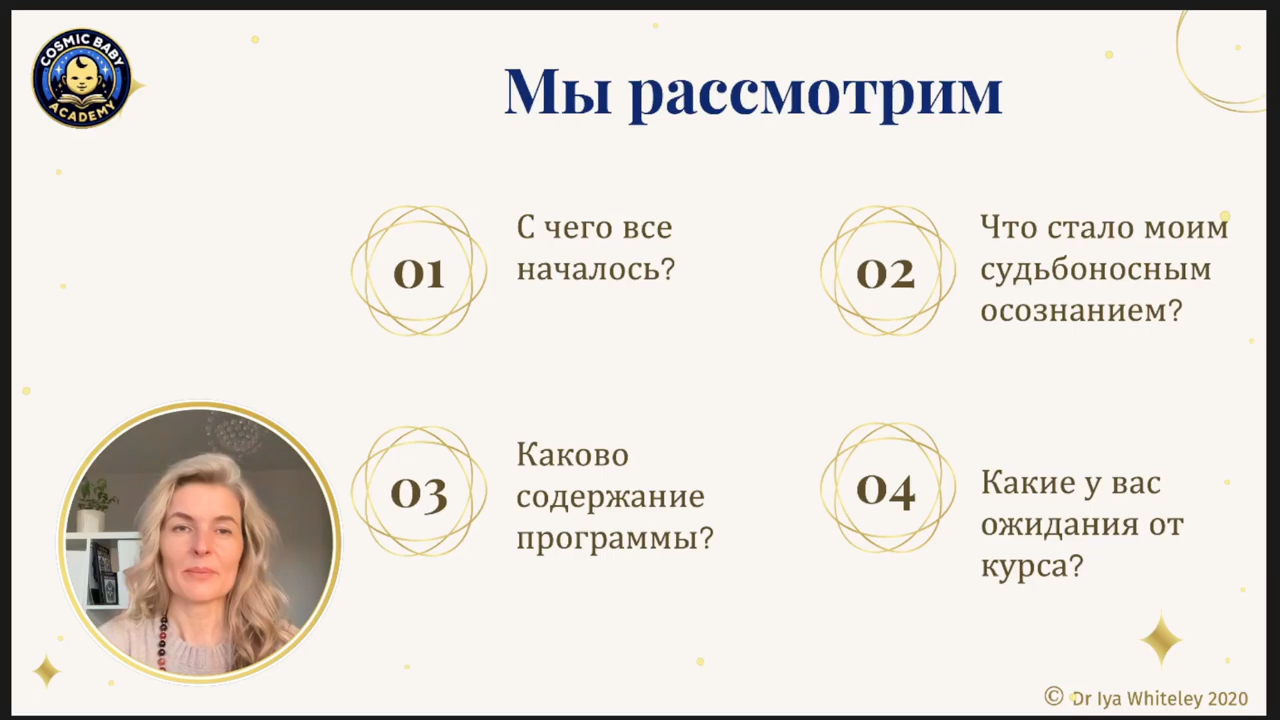 COSMIC BABY
ACADEMY
Мы рассмотрим
01
С чего все
началось?
02
Что стало моим
судьбоносным
осознанием?
03
Каково
содержание
программы?
04
Какие у вас
ожидания от
курса?
© Dr Iya Whiteley 2020